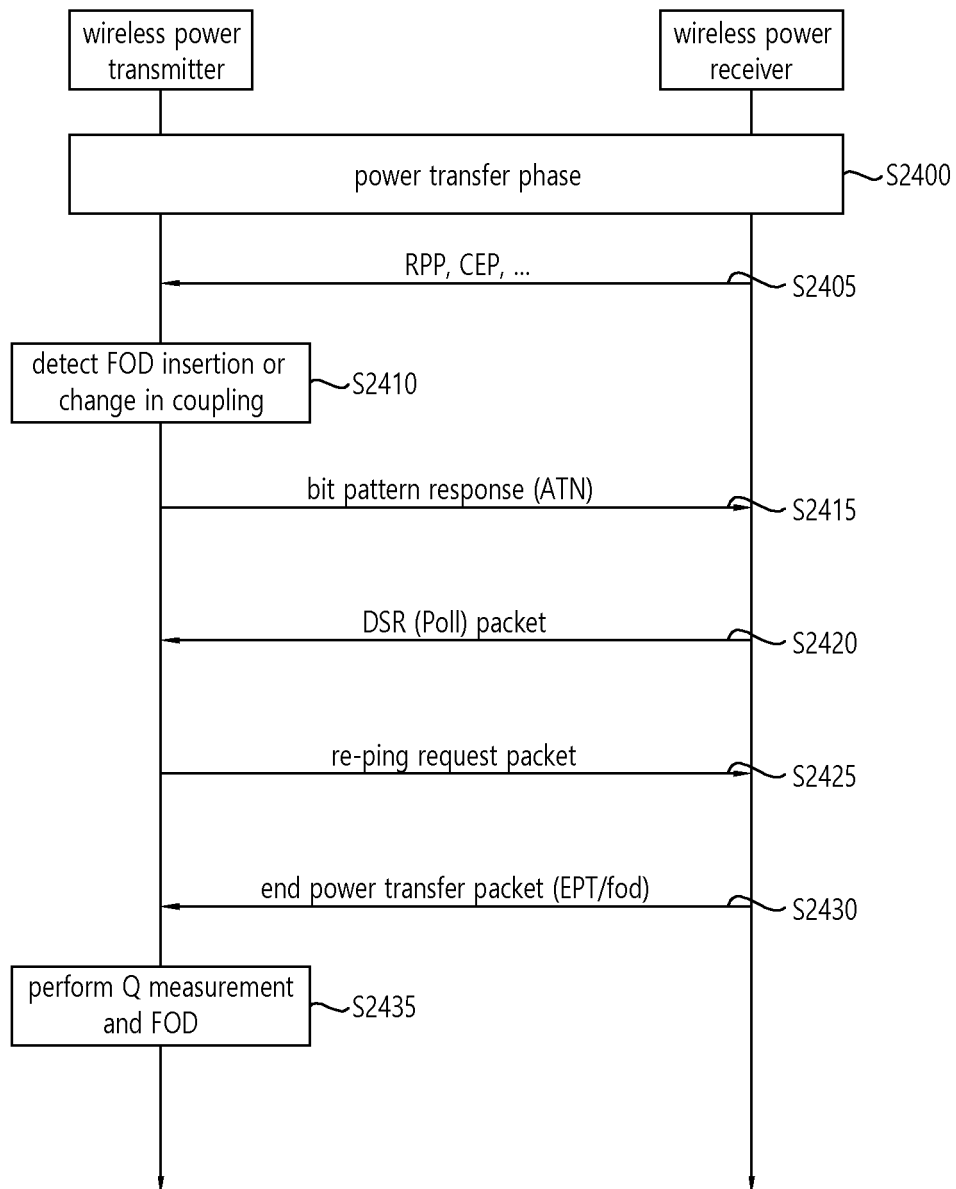 wireless power
transmitter
wireless power
receiver
power transfer phase
S2400
RPP, CEP, ...
S2405
detect FOD insertion or
change in coupling
S2410
bit pattern response (ATN)
S2415
DSR (Poll) packet
S2420
re-ping request packet
S2425
end power transfer packet (EPT/fod)
S2430
perform Q measurement
and FOD
S2435